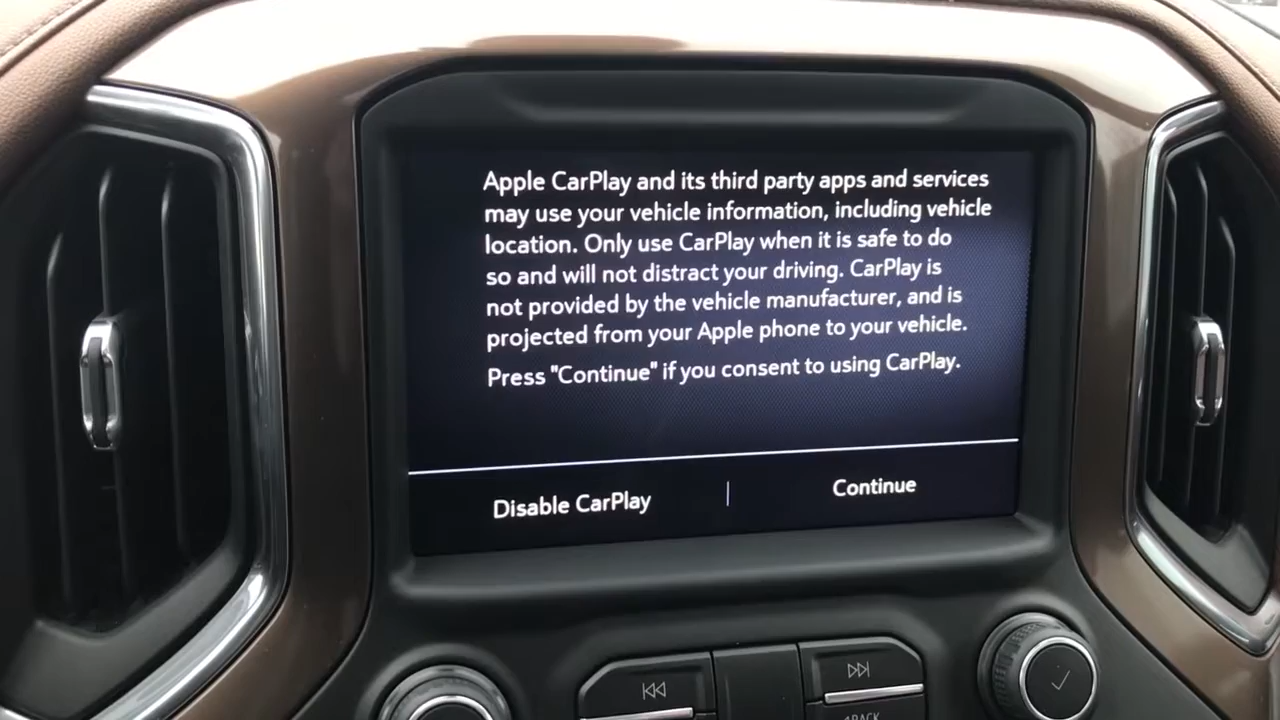 Apple CarPlay and its third party apps and services
may use your vehicle information, including vehicle
location. Only use CarPlay when it is safe to do
so and will not distract your driving. CarPlay is
not provided by the vehicle manufacturer, and is
projected from your Apple phone to your vehicle.
Press "Continue" if you consent to using CarPlay.
Disable CarPlay | Continue
BACK